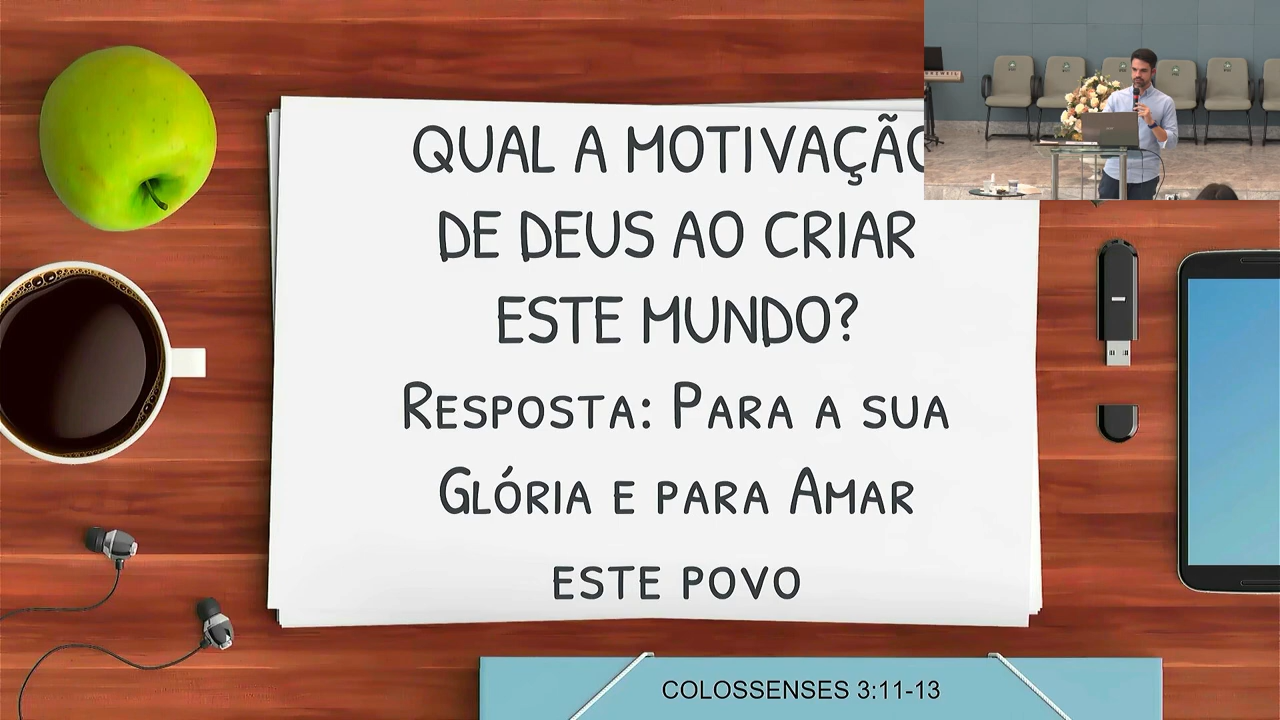 QUAL A MOTIVAÇÃO
DE DEUS AO CRIAR
ESTE MUNDO?
RESPOSTA: PARA A SUA
GLÓRIA E PARA AMAR
ESTE POVO
COLOSSENSES 3:11-13